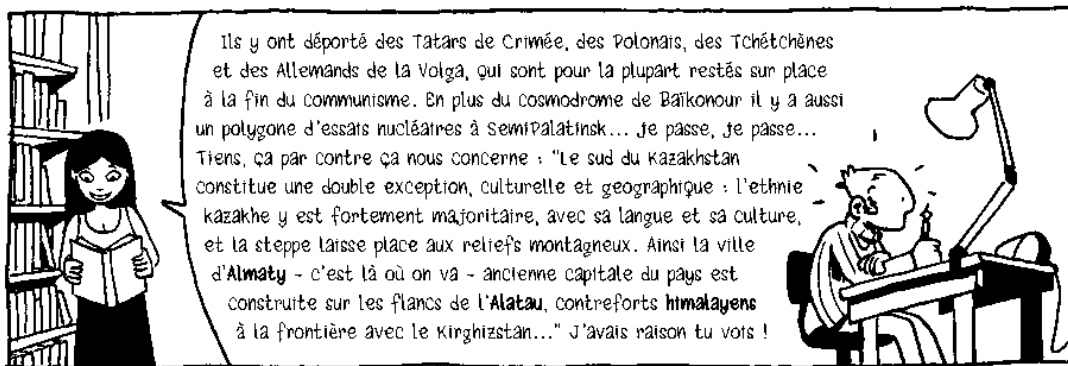 Ils y ont déporté des Tatars de Crimée, des Polonais, des Tchétchènes
et des Allemands de la Volga, qui sont pour la plupart restés sur place
à la fin du communisme. En plus du cosmodrome de Baïkonour il y a aussi
un polygone d'essais nucléaires à Semipalatinsk... je passe, je passe...
Tiens, ça par contre ça nous concerne : "Le sud du Kazakhstan
constitue une double exception, culturelle et geographique : l'ethnie
kazakhe y est fortement majoritaire, avec sa langue et sa culture,
et la steppe laisse place aux reliefs montagneux. Ainsi la ville
d'Almaty - c'est là où on va - ancienne capitale du pays est
construite sur les flancs de l'Alatau, contreforts himalayens
à la frontière avec le Kirghizstan..." J'avais raison tu vois !